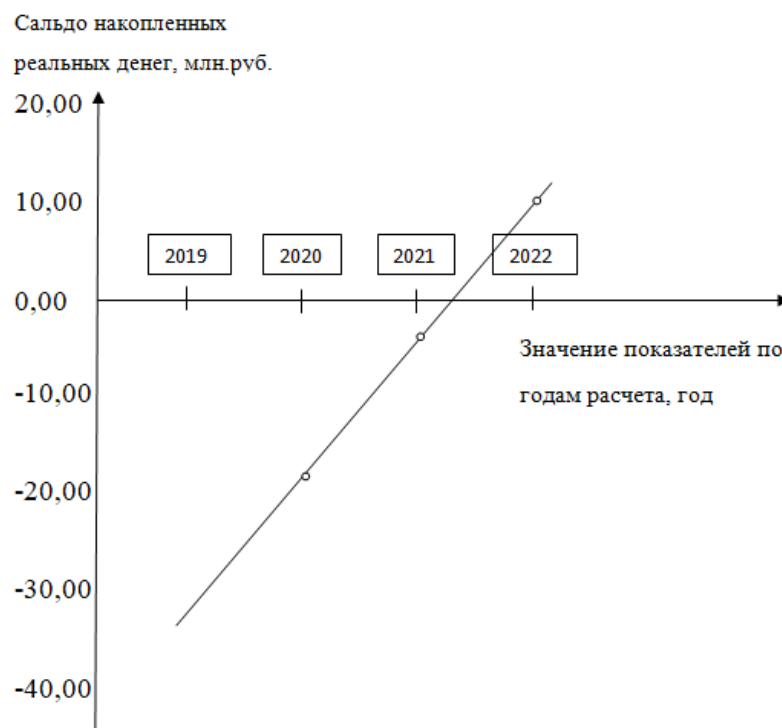 Сальдо накопленных
реальных денег, млн.руб.
20,00
10,00
2019
2020
2021
2022
0,00
Значение показателей по
годам расчета, год
-10,00
-20,00
-30,00
-40,00